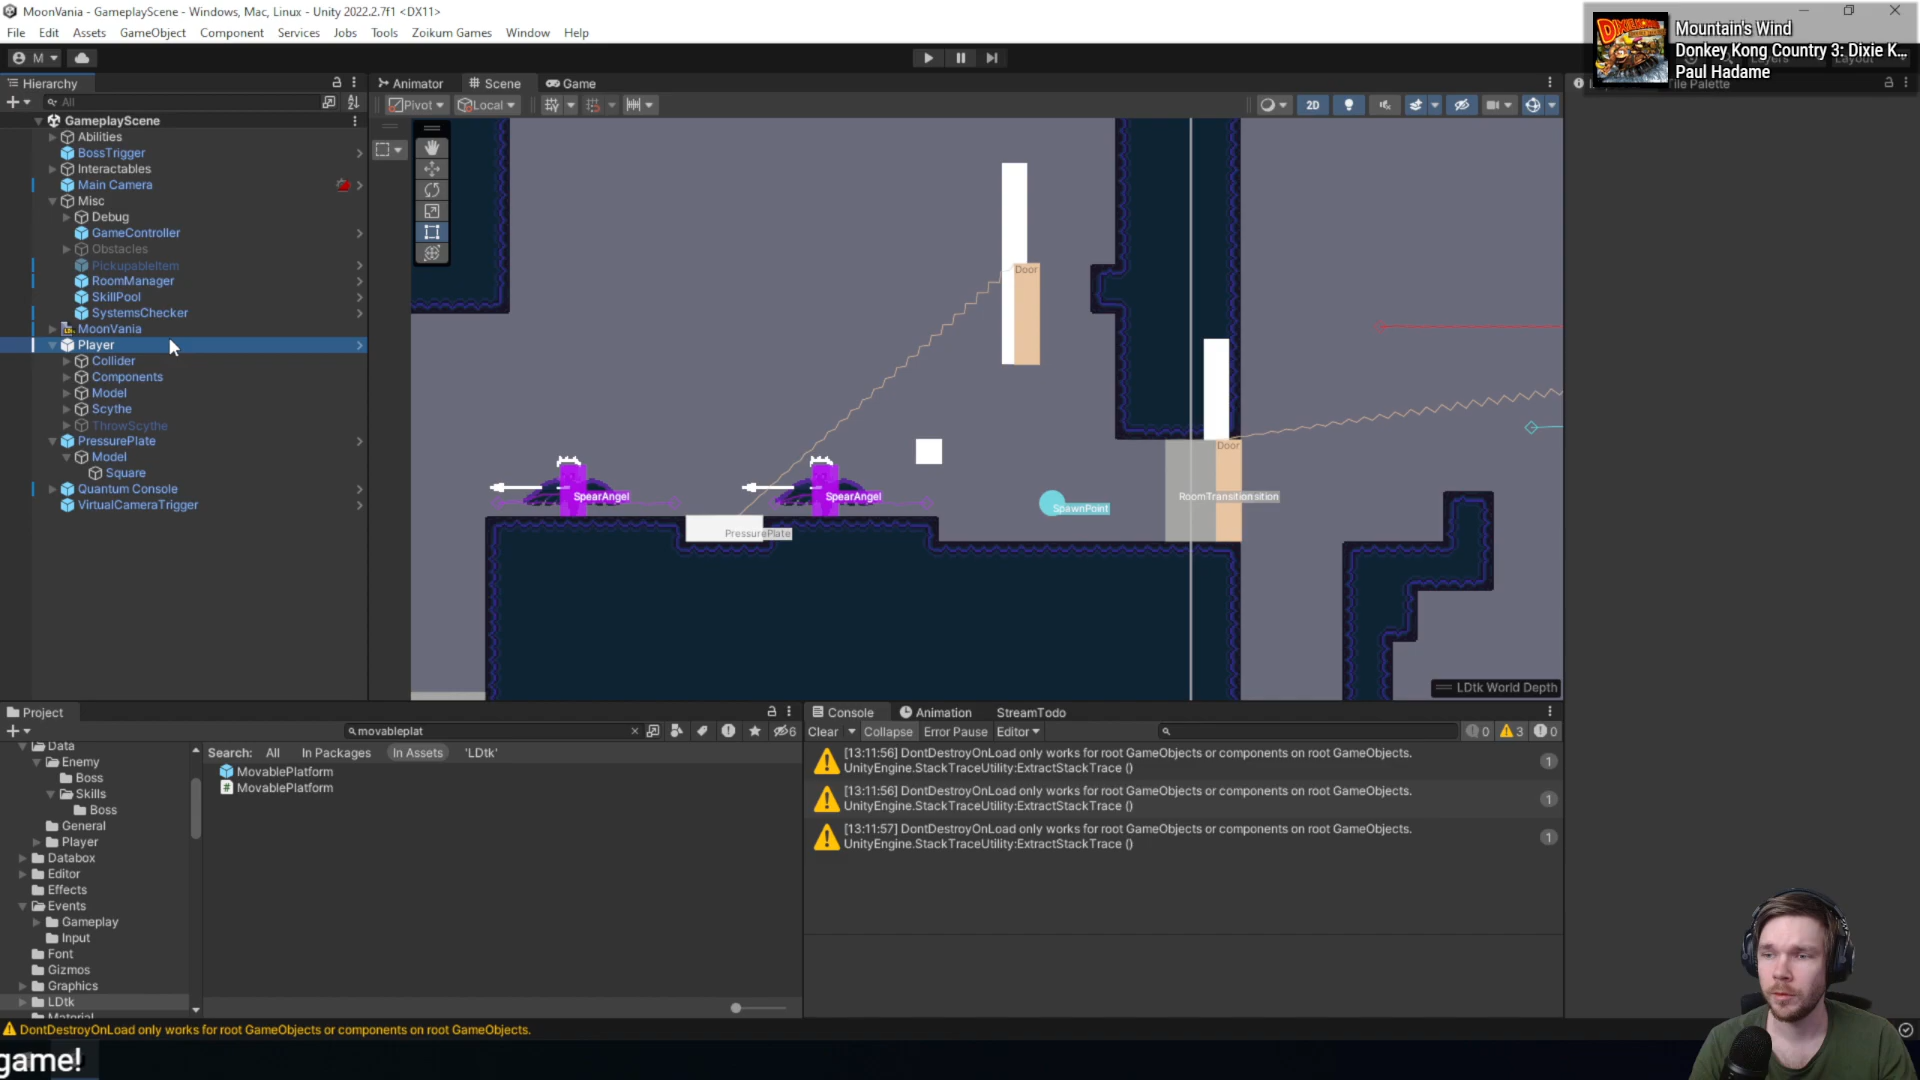 MoonVania - GameplayScene - Windows, Mac, Linux - Unity 2022.2.7f1 <DX11>
File Edit Assets GameObject Component Services Jobs Tools Zoikum Games Window Help
Mountain's Wind
Donkey Kong Country 3: Dixie K...
Paul Hadame
M
Hierarchy
All
GameplayScene
Abilities
BossTrigger
Interactables
Main Camera
Misc
Debug
GameController
Obstacles
PickupableItem
RoomManager
SkillPool
SystemsChecker
MoonVania
Player
Collider
Components
Model
Scythe
ThrowScythe
PressurePlate
Model
Square
Quantum Console
VirtualCameraTrigger
Animator Scene Game
Pivot Local
2D
Layers
Layout
Tile Palette
Door
Door
SpearAngel
SpearAngel
PressurePlate
SpawnPoint
RoomTransition
LDtk World Depth
Project
movableplat
6
Data
Enemy
Boss
Skills
Boss
General
Player
Databox
Editor
Effects
Events
Gameplay
Input
Font
Gizmos
Graphics
LDtk
Material
Search: All In Packages In Assets 'LDtk'
MovablePlatform
MovablePlatform
Console Animation StreamTodo
Clear Collapse Error Pause Editor
0 3 0
[13:11:56] DontDestroyOnLoad only works for root GameObjects or components on root GameObjects.
UnityEngine.StackTraceUtility:ExtractStackTrace ()
1
[13:11:56] DontDestroyOnLoad only works for root GameObjects or components on root GameObjects.
UnityEngine.StackTraceUtility:ExtractStackTrace ()
1
[13:11:57] DontDestroyOnLoad only works for root GameObjects or components on root GameObjects.
UnityEngine.StackTraceUtility:ExtractStackTrace ()
1
DontDestroyOnLoad only works for root GameObjects or components on root GameObjects.
game!